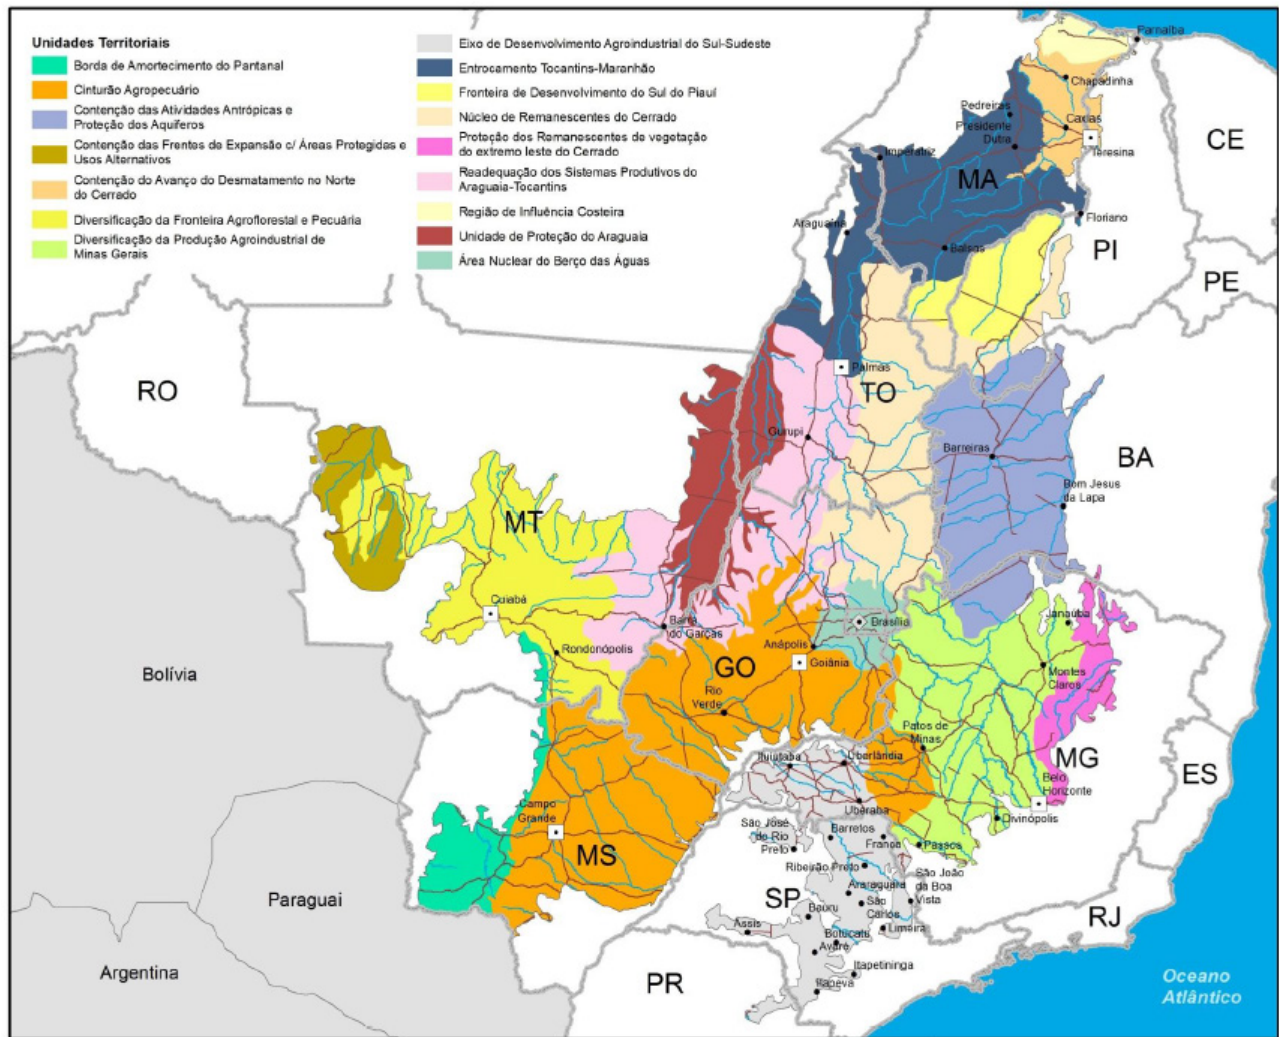 Unidades Territoriais
Borda de Amortecimento do Pantanal
Cinturão Agropecuário
Contenção das Atividades Antrópicas e
Proteção dos Aquíferos
Contenção das Frentes de Expansão c/ Áreas Protegidas e
Usos Alternativos
Contenção do Avanço do Desmatamento no Norte
do Cerrado
Diversificação da Fronteira Agroflorestal e Pecuária
Diversificação da Produção Agroindustrial de
Minas Gerais
Eixo de Desenvolvimento Agroindustrial do Sul-Sudeste
Entrocamento Tocantins-Maranhão
Fronteira de Desenvolvimento do Sul do Piauí
Núcleo de Remanescentes do Cerrado
Proteção dos Remanescentes de vegetação
do extremo leste do Cerrado
Readequação dos Sistemas Produtivos do
Araguaia-Tocantins
Região de Influência Costeira
Unidade de Proteção do Araguaia
Área Nuclear do Berço das Águas
Parnaíba
Chapadinha
Pedreiras
Presidente
Dutra
Caxias
Teresina
CE
Imperatriz
MA
Araguaína
Floriano
Balsas
PI
PE
RO
Palmas
TO
Gurupi
Barreiras
BA
Bom Jesus
da Lapa
MT
Cuiabá
Barra
do Garças
Brasília
Janaúba
Rondonópolis
Anápolis
Goiânia
GO
Montes
Claros
Bolívia
Rio
Verde
Patos de
Minas
MG
ES
Ituiutaba
Uberlândia
Belo
Horizonte
Campo
Grande
Uberaba
Divinópolis
MS
São José
do Rio
Preto
Barretos
Franca
Passos
Ribeirão Preto
São João
da Boa
Vista
Paraguai
SP
Araraquara
São
Carlos
Bauru
Assis
Limeira
RJ
Botucatu
Avaré
Itapetininga
Argentina
PR
Itapeva
Oceano
Atlântico